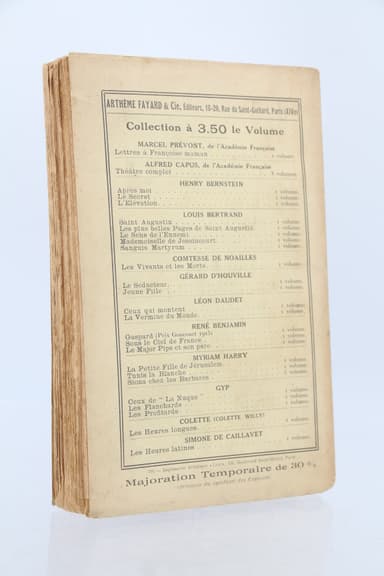 ARTHÈME FAYARD & Cie, Editeurs, 18-20, Rue du Saint-Gothard, Paris (XIVe)
Collection à 3.50 le Volume
MARCEL PRÉVOST, de l'Académie Française
Lettres à Françoise maman 1 volume.
ALFRED CAPUS, de l'Académie Française
Théâtre complet volumes.
HENRY BERNSTEIN
Après moi 1 volume.
Le Secret 1 volume.
L'Elévation 1 volume.
LOUIS BERTRAND
Saint Augustin 1 volume.
Les plus belles Pages de Saint Augustin 1 volume.
Le Sens de l'Ennemi 1 volume.
Mademoiselle de Jessincourt 1 volume.
Sanguis Martyrum 1 volume.
COMTESSE DE NOAILLES
Les Vivants et les Morts 1 volume.
GÉRARD D'HOUVILLE
Le Séducteur 1 volume.
Jeune Fille 1 volume.
LÉON DAUDET
Ceux qui montent 1 volume.
La Vermine du Monde 1 volume.
RENÉ BENJAMIN
Gaspard (Prix Goncourt 1915) 1 volume.
Sous le Ciel de France 1 volume.
Le Major Pipe et son père 1 volume.
MYRIAM HARRY
La Petite Fille de Jérusalem 1 volume.
Tunis la Blanche 1 volume.
Siona chez les Barbares 1 volume.
GYP
Ceux de "La Nuque" 1 volume.
Les Flanchards 1 volume.
Les Profitards 1 volume.
COLETTE (COLETTE WILLY)
Les Heures longues 1 volume.
SIMONE DE CAILLAVET
Les Heures latines 1 volume.
Majoration Temporaire de 30 %